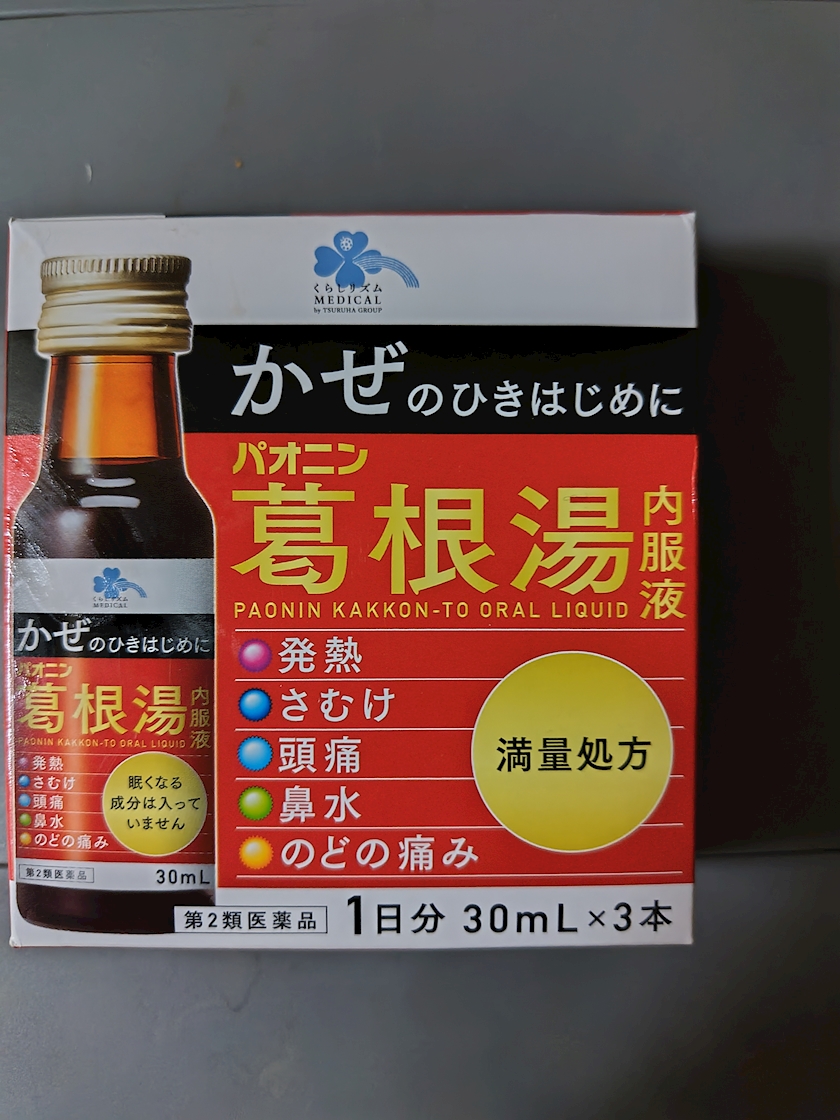 くらしリズム
MEDICAL
by TSURUHA GROUP
かぜのひきはじめに
パオニン
葛根湯内服液
PAONIN KAKKON-TO ORAL LIQUID
発熱
さむけ
頭痛
鼻水
のどの痛み
満量処方
第2類医薬品
1日分 30mL×3本
くらしリズム
MEDICAL
かぜのひきはじめに
パオニン
葛根湯内服液
PAONIN KAKKON-TO ORAL LIQUID
発熱
さむけ
頭痛
鼻水
のどの痛み
眠くなる
成分は入って
いません
第2類医薬品
30mL